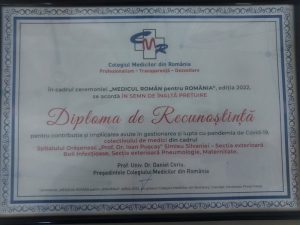 CMR
Colegiul Medicilor din România
Profesionalism - Transparență - Dezvoltare
În cadrul ceremoniei „MEDICUL ROMÂN pentru ROMÂNIA", ediția 2022,
se acordă ÎN SEMN DE ÎNALTĂ PREȚUIRE
Diploma de Recunoștință
pentru contribuția și implicarea avute în gestionarea și lupta cu pandemia de Covid-19,
colectivului de medici din cadrul
Spitalului Orășenesc „Prof. Dr. Ioan Pușcaș" Șimleu Silvaniei - Secția exterioară
Boli Infecțioase, Secția exterioară Pneumologie, Maternitate.
Prof. Univ. Dr. Daniel Coriu,
Președintele Colegiului Medicilor din România